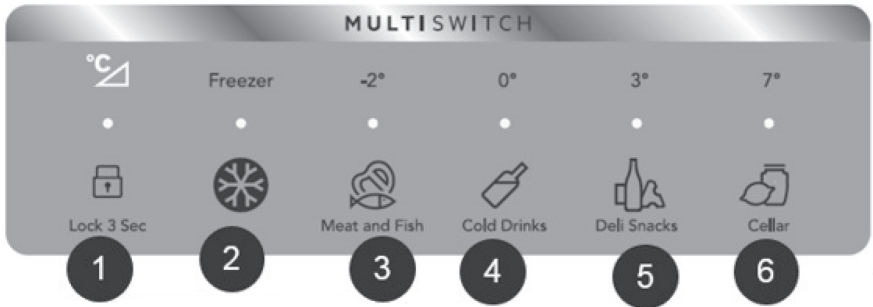 MULTISWITCH
°C Freezer -2° 0° 3° 7°
Lock 3 Sec Meat and Fish Cold Drinks Deli Snacks Cellar
1 2 3 4 5 6